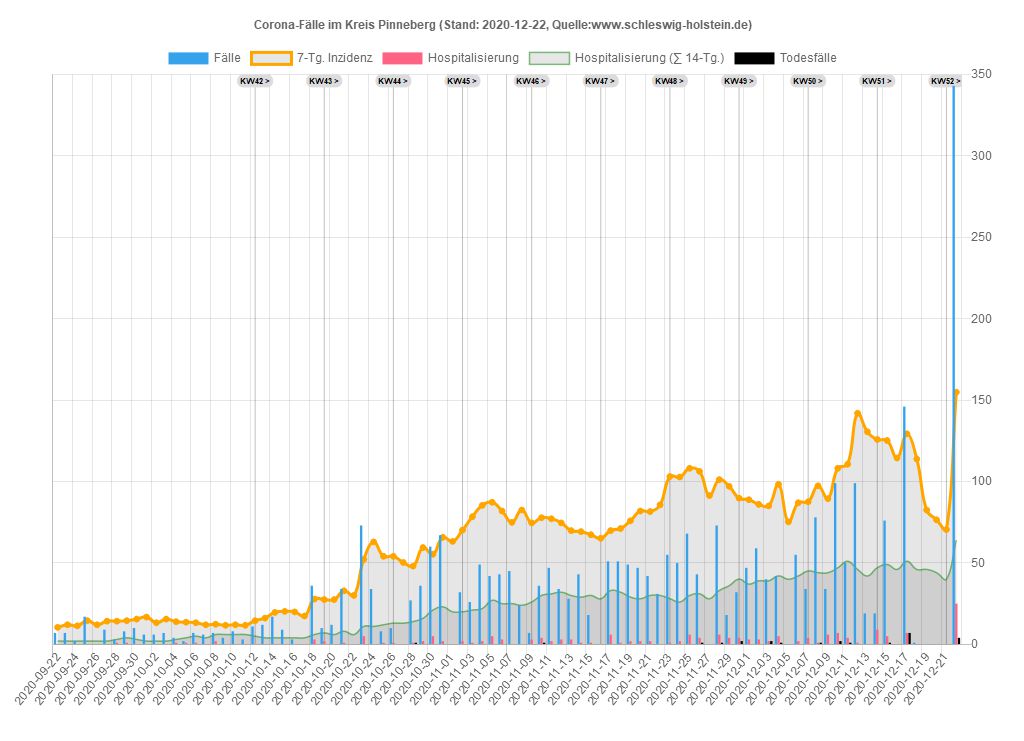 Corona-Fälle im Kreis Pinneberg (Stand: 2020-12-22, Quelle:www.schleswig-holstein.de)
Fälle 7-Tg. Inzidenz Hospitalisierung Hospitalisierung (∑ 14-Tg.) Todesfälle
KW42 > KW43 > KW44 > KW45 > KW46 > KW47 > KW48 > KW49 > KW50 > KW51 > KW52 >
350
300
250
200
150
100
50
0
2020-09-22 2020-09-24 2020-09-26 2020-09-28 2020-09-30 2020-10-02 2020-10-04 2020-10-06 2020-10-08 2020-10-10 2020-10-12 2020-10-14 2020-10-16 2020-10-18 2020-10-20 2020-10-22 2020-10-24 2020-10-26 2020-10-28 2020-10-30 2020-11-01 2020-11-03 2020-11-05 2020-11-07 2020-11-09 2020-11-11 2020-11-13 2020-11-15 2020-11-17 2020-11-19 2020-11-21 2020-11-23 2020-11-25 2020-11-27 2020-11-29 2020-12-01 2020-12-03 2020-12-05 2020-12-07 2020-12-09 2020-12-11 2020-12-13 2020-12-15 2020-12-17 2020-12-19 2020-12-21